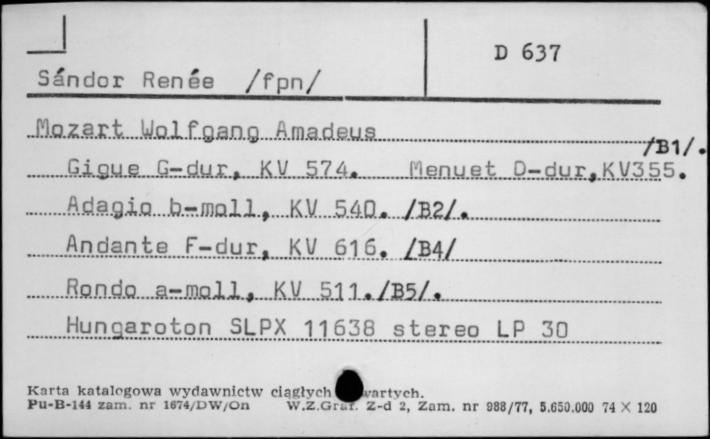 D 637
Sándor Renée /fpn/
Mozart Wolfgang Amadeus
/B1/.
Gigue G-dur, KV 574. Menuet D-dur, KV355.
Adagio b-moll, KV 540. /B2/.
Andante F-dur, KV 616. /B4/
Rondo a-moll, KV 511. /B5/.
Hungaroton SLPX 11638 stereo LP 30
Karta katalogowa wydawnictw ciągłych
Pu-B-144 zam. nr 1674/DW/On W.Z.Graf. Z-d 2, Zam. nr 988/77, 5.650.000 74 × 120